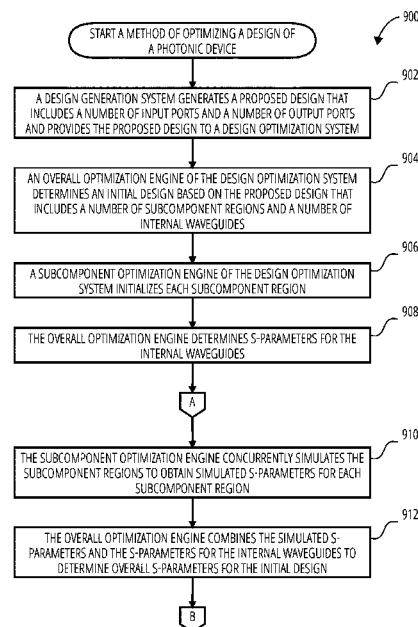 900
START A METHOD OF OPTIMIZING A DESIGN OF
A PHOTONIC DEVICE
902
A DESIGN GENERATION SYSTEM GENERATES A PROPOSED DESIGN THAT
INCLUDES A NUMBER OF INPUT PORTS AND A NUMBER OF OUTPUT PORTS
AND PROVIDES THE PROPOSED DESIGN TO A DESIGN OPTIMIZATION SYSTEM
904
AN OVERALL OPTIMIZATION ENGINE OF THE DESIGN OPTIMIZATION SYSTEM
DETERMINES AN INITIAL DESIGN BASED ON THE PROPOSED DESIGN THAT
INCLUDES A NUMBER OF SUBCOMPONENT REGIONS AND A NUMBER OF
INTERNAL WAVEGUIDES
906
A SUBCOMPONENT OPTIMIZATION ENGINE OF THE DESIGN OPTIMIZATION
SYSTEM INITIALIZES EACH SUBCOMPONENT REGION
908
THE OVERALL OPTIMIZATION ENGINE DETERMINES S-PARAMETERS FOR THE
INTERNAL WAVEGUIDES
A
910
THE SUBCOMPONENT OPTIMIZATION ENGINE CONCURRENTLY SIMULATES THE
SUBCOMPONENT REGIONS TO OBTAIN SIMULATED S-PARAMETERS FOR EACH
SUBCOMPONENT REGION
912
THE OVERALL OPTIMIZATION ENGINE COMBINES THE SIMULATED S-
PARAMETERS AND THE S-PARAMETERS FOR THE INTERNAL WAVEGUIDES TO
DETERMINE OVERALL S-PARAMETERS FOR THE INITIAL DESIGN
B